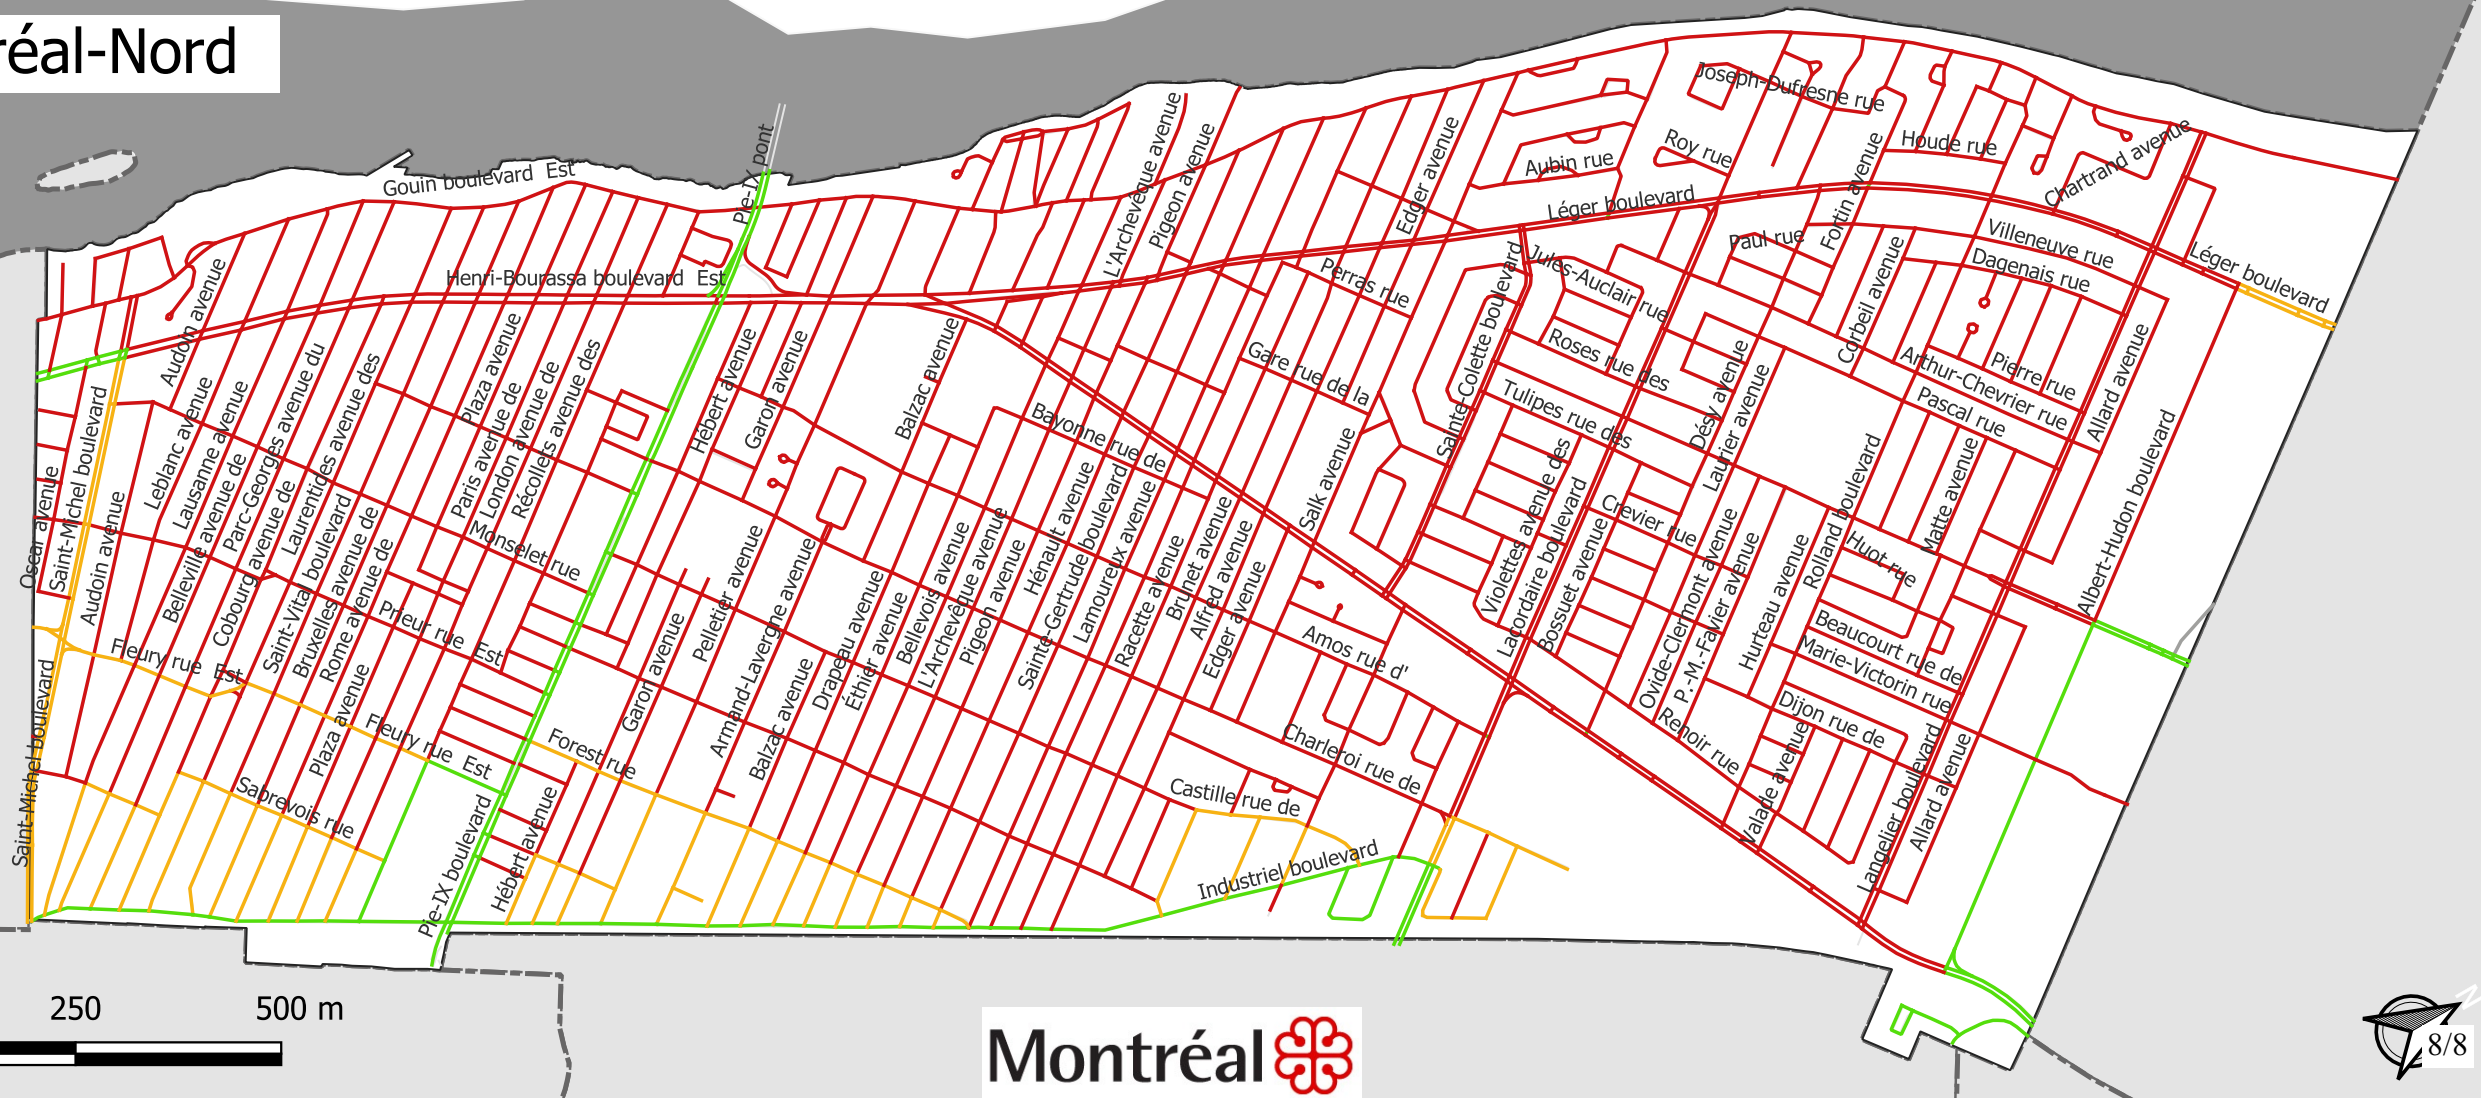 réal-Nord
Joseph-Dufresne rue
Houde rue
Roy rue
Aubin rue
Chartrand avenue
L'Archevêque avenue
Pigeon avenue
Edger avenue
Fortin avenue
Pie-IX pont
Gouin boulevard Est
Léger boulevard
Paul rue
Villeneuve rue
Dagenais rue
Léger boulevard
Henri-Bourassa boulevard Est
Perras rue
Jules-Auclair rue
Sainte-Colette boulevard
Corbeil avenue
Audoin avenue
Plaza avenue
Paris avenue de
London avenue de
Récollets avenue des
Hébert avenue
Garon avenue
Balzac avenue
Gare rue de la
Roses rue des
Tulipes rue des
Désy avenue
Laurier avenue
Arthur-Chevrier rue
Pierre rue
Pascal rue
Allard avenue
Albert-Hudon boulevard
Oscar avenue
Saint-Michel boulevard
Audoin avenue
Leblanc avenue
Lausanne avenue
Belleville avenue de
Parc-Georges avenue du
Cobourg avenue de
Laurentides avenue des
Saint-Vital boulevard
Bruxelles avenue de
Rome avenue de
Monselet rue
Bayonne rue de
Salk avenue
Violettes avenue des
Lacordaire boulevard
Bossuet avenue
Crevier rue
Rolland boulevard
Matte avenue
Huot rue
Prieur rue Est
Fleury rue Est
Plaza avenue
Fleury rue Est
Sabrevois rue
Saint-Michel boulevard
Pie-IX boulevard
Hébert avenue
Forest rue
Garon avenue
Pelletier avenue
Armand-Lavergne avenue
Balzac avenue
Drapeau avenue
Éthier avenue
Bellevois avenue
L'Archevêque avenue
Pigeon avenue
Hénault avenue
Sainte-Gertrude boulevard
Lamoureux avenue
Racette avenue
Brunet avenue
Alfred avenue
Edger avenue
Amos rue d'
Charleroi rue de
Castille rue de
Industriel boulevard
Ovide-Clermont avenue
P.-M.-Favier avenue
Hurteau avenue
Beaucourt rue de
Marie-Victorin rue
Dijon rue de
Renoir rue
Valade avenue
Langelier boulevard
Allard avenue
250 500 m
Montréal
N
8/8